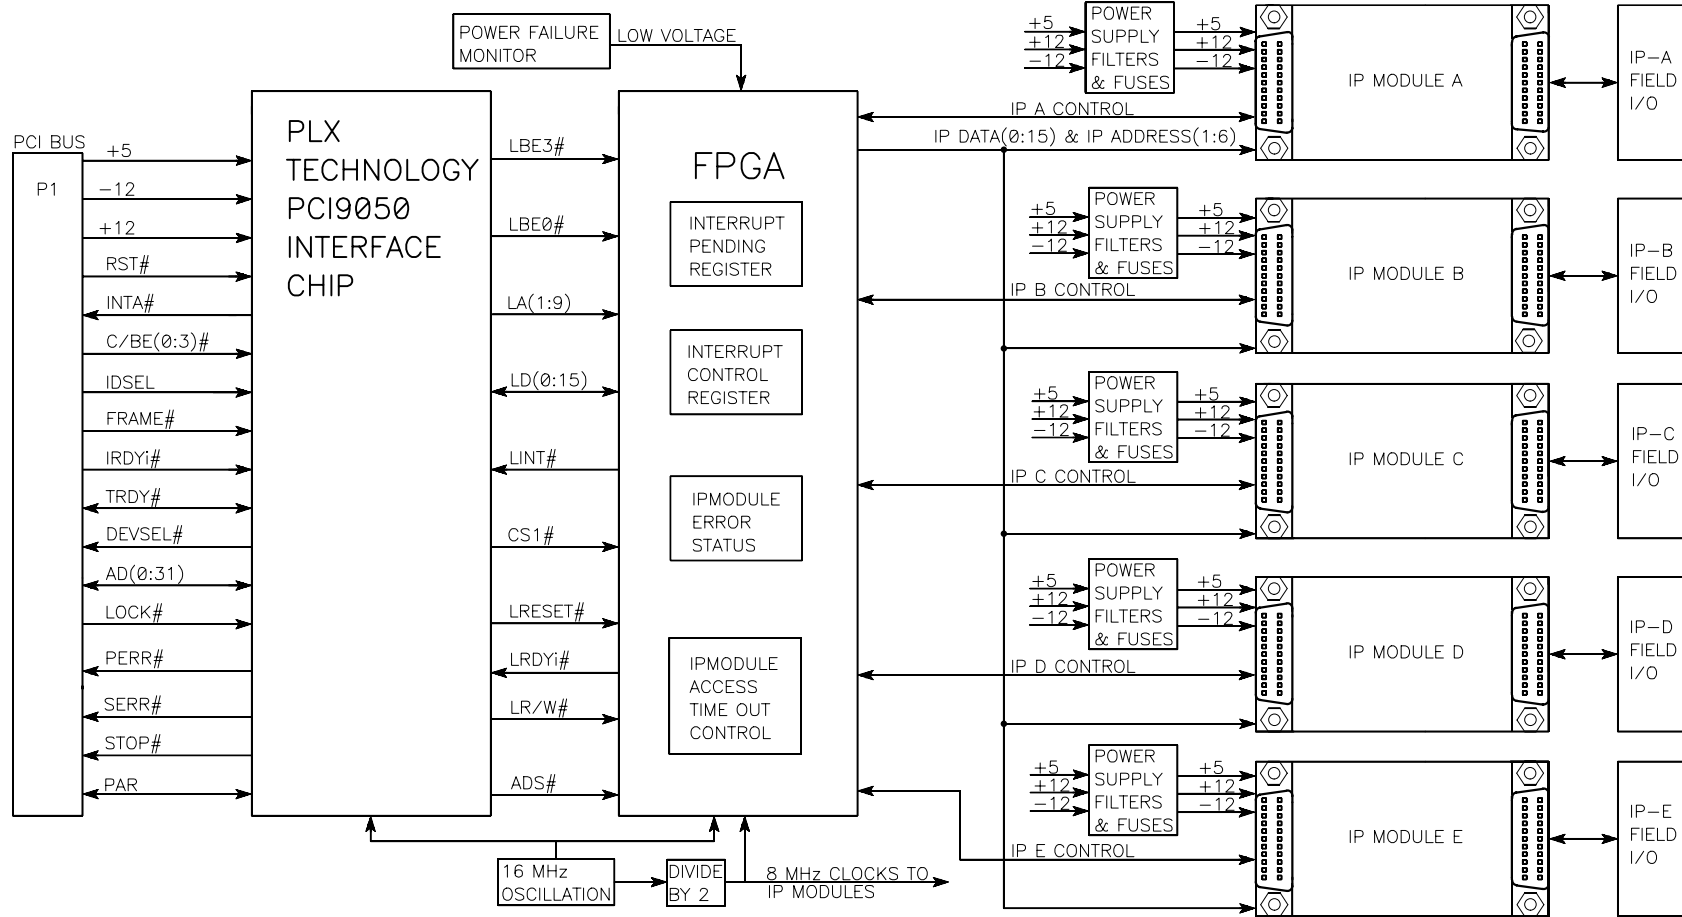 POWER FAILURE
MONITOR
LOW VOLTAGE
PCI BUS
P1
+5
-12
+12
RST#
INTA#
C/BE(0:3)#
IDSEL
FRAME#
IRDYi#
TRDY#
DEVSEL#
AD(0:31)
LOCK#
PERR#
SERR#
STOP#
PAR
PLX
TECHNOLOGY
PCI9050
INTERFACE
CHIP
LBE3#
LBE0#
LA(1:9)
LD(0:15)
LINT#
CS1#
LRESET#
LRDYi#
LR/W#
ADS#
FPGA
INTERRUPT
PENDING
REGISTER
INTERRUPT
CONTROL
REGISTER
IPMODULE
ERROR
STATUS
IPMODULE
ACCESS
TIME OUT
CONTROL
16 MHz
OSCILLATION
DIVIDE
BY 2
8 MHz CLOCKS TO
IP MODULES
+5
+12
-12
POWER
SUPPLY
FILTERS
& FUSES
+5
+12
-12
IP A CONTROL
IP DATA(0:15) & IP ADDRESS(1:6)
IP MODULE A
IP-A
FIELD
I/O
+5
+12
-12
POWER
SUPPLY
FILTERS
& FUSES
+5
+12
-12
IP B CONTROL
IP MODULE B
IP-B
FIELD
I/O
+5
+12
-12
POWER
SUPPLY
FILTERS
& FUSES
+5
+12
-12
IP C CONTROL
IP MODULE C
IP-C
FIELD
I/O
+5
+12
-12
POWER
SUPPLY
FILTERS
& FUSES
+5
+12
-12
IP D CONTROL
IP MODULE D
IP-D
FIELD
I/O
+5
+12
-12
POWER
SUPPLY
FILTERS
& FUSES
+5
+12
-12
IP E CONTROL
IP MODULE E
IP-E
FIELD
I/O